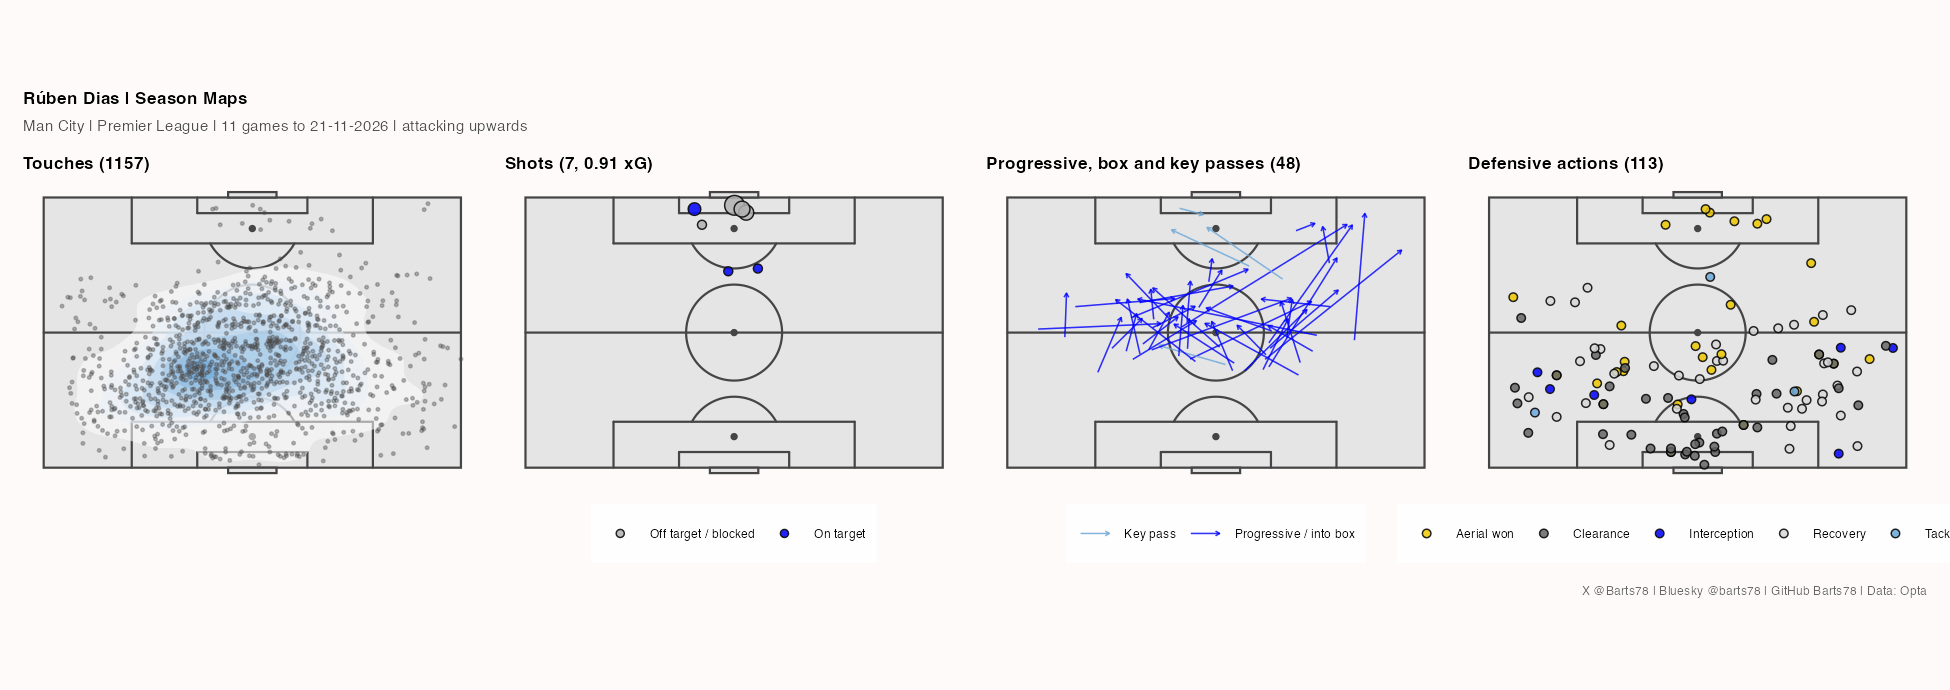 Rúben Dias | Season Maps
Man City | Premier League | 11 games to 21-11-2026 | attacking upwards
Touches (1157)
Shots (7, 0.91 xG)
Progressive, box and key passes (48)
Defensive actions (113)
Off target / blocked
On target
Key pass
Progressive / into box
Aerial won
Clearance
Interception
Recovery
Tack
X @Barts78 | Bluesky @barts78 | GitHub Barts78 | Data: Opta